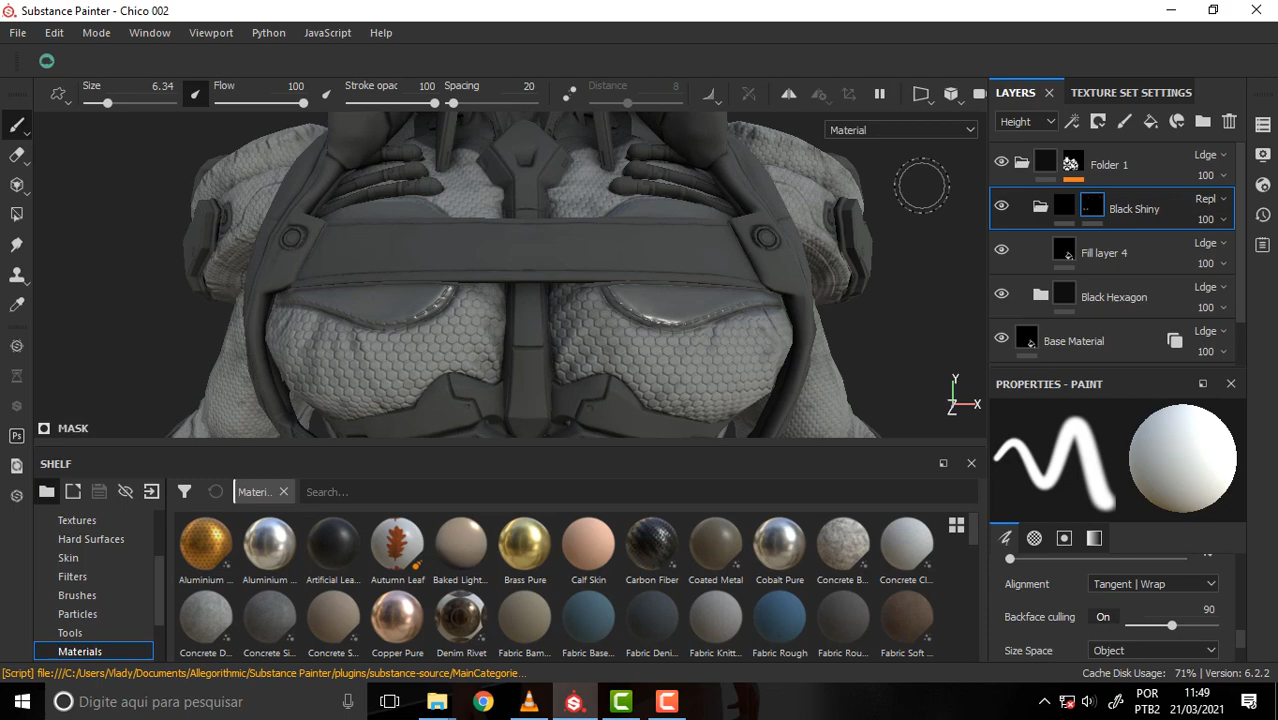 Substance Painter - Chico 002
File Edit Mode Window Viewport Python JavaScript Help
Size 6.34 Flow 100 Stroke opac 100 Spacing 20 Distance 8
Material
MASK
Y
X
Z
LAYERS TEXTURE SET SETTINGS
Height
Folder 1 Ldge 100
Black Shiny Repl 100
Fill layer 4 Ldge 100
Black Hexagon Ldge 100
Base Material Ldge 100
PROPERTIES - PAINT
Alignment Tangent | Wrap
Backface culling On 90
Size Space Object
Ps
SHELF
Materi... Search...
Textures
Hard Surfaces
Skin
Filters
Brushes
Particles
Tools
Materials
Aluminium ... Aluminium ... Artificial Lea... Autumn Leaf Baked Light... Brass Pure Calf Skin Carbon Fiber Coated Metal Cobalt Pure Concrete B... Concrete Cl...
Concrete D... Concrete Si... Concrete S... Copper Pure Denim Rivet Fabric Bam... Fabric Base... Fabric Deni... Fabric Knitt... Fabric Rough Fabric Rou... Fabric Soft ...
[Script] file:///C:/Users/Vlady/Documents/Allegorithmic/Substance Painter/plugins/substance-source/MainCategorie... Cache Disk Usage: 71% | Version: 6.2.2
Digite aqui para pesquisar
POR
PTB2
11:49
21/03/2021